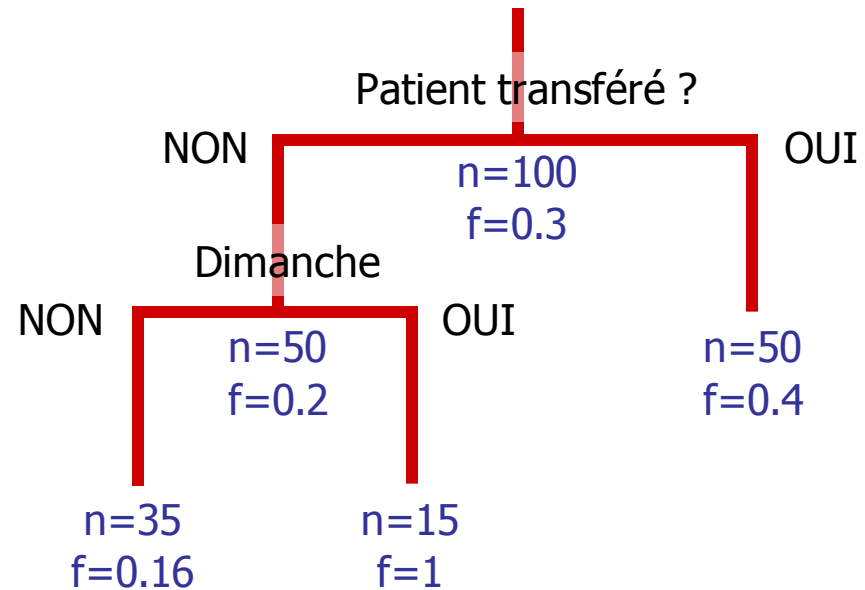 Patient transféré ?
NON
OUI
n=100
f=0.3
Dimanche
NON
OUI
n=50
f=0.2
n=50
f=0.4
n=35
f=0.16
n=15
f=1